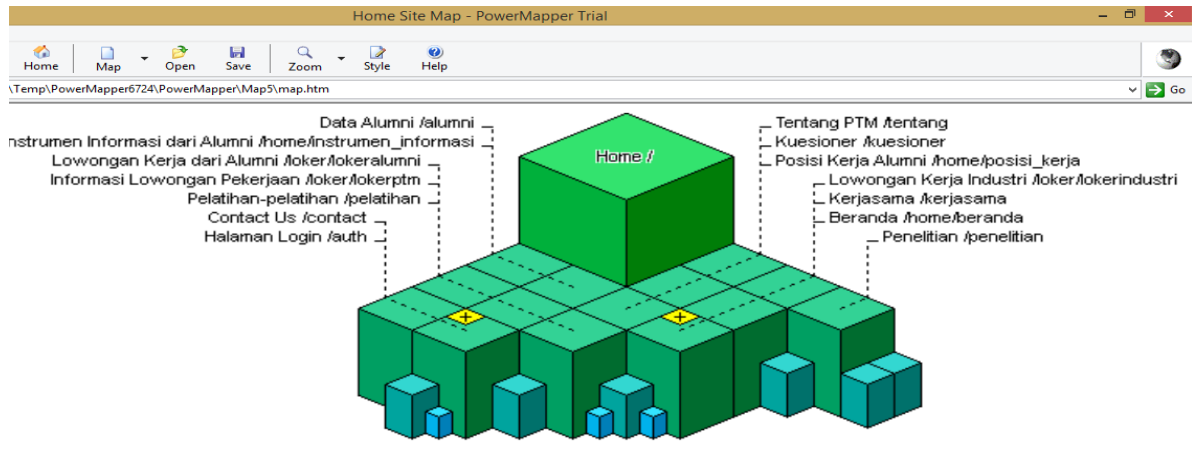 Home Site Map - PowerMapper Trial
Home Map Open Save Zoom Style Help
\Temp\PowerMapper6724\PowerMapper\Map5\map.htm Go
Data Alumni /alumni
nstrumen Informasi dari Alumni /home/instrumen_informasi
Lowongan Kerja dari Alumni /loker/lokeralumni
Informasi Lowongan Pekerjaan /loker/lokerptm
Pelatihan-pelatihan /pelatihan
Contact Us /contact
Halaman Login /auth
Home /
Tentang PTM /tentang
Kuesioner /kuesioner
Posisi Kerja Alumni /home/posisi_kerja
Lowongan Kerja Industri /loker/lokerindustri
Kerjasama /kerjasama
Beranda /home/beranda
Penelitian /penelitian